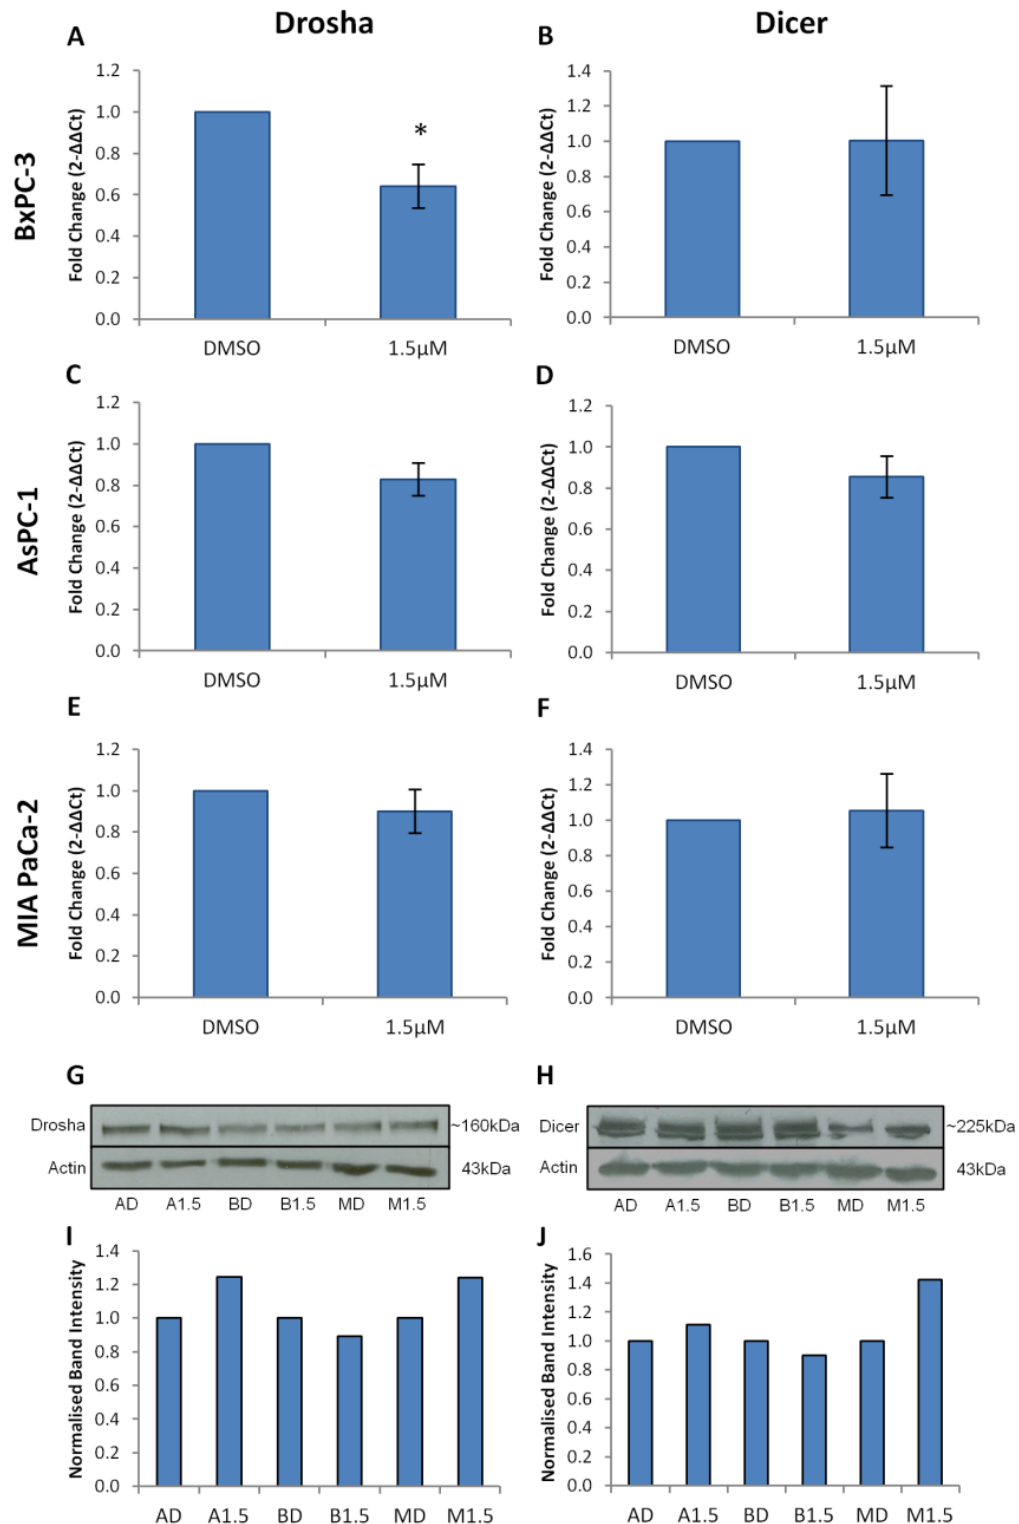 Drosha
Dicer
A
B
BxPC-3
Fold Change (2-ΔΔCt)
1.2
1.0
0.8
0.6
0.4
0.2
0.0
*
DMSO
1.5µM
Fold Change (2-ΔΔCt)
1.4
1.2
1.0
0.8
0.6
0.4
0.2
0.0
DMSO
1.5µM
C
D
AsPC-1
Fold Change (2-ΔΔCt)
1.2
1.0
0.8
0.6
0.4
0.2
0.0
DMSO
1.5µM
Fold Change (2-ΔΔCt)
1.2
1.0
0.8
0.6
0.4
0.2
0.0
DMSO
1.5µM
E
F
MIA PaCa-2
Fold Change (2-ΔΔCt)
1.2
1.0
0.8
0.6
0.4
0.2
0.0
DMSO
1.5µM
Fold Change (2-ΔΔCt)
1.4
1.2
1.0
0.8
0.6
0.4
0.2
0.0
DMSO
1.5µM
G
Drosha ~160kDa
Actin 43kDa
AD A1.5 BD B1.5 MD M1.5
H
Dicer ~225kDa
Actin 43kDa
AD A1.5 BD B1.5 MD M1.5
I
Normalised Band Intensity
1.4
1.2
1.0
0.8
0.6
0.4
0.2
0.0
AD A1.5 BD B1.5 MD M1.5
J
Normalised Band Intensity
1.6
1.4
1.2
1.0
0.8
0.6
0.4
0.2
0.0
AD A1.5 BD B1.5 MD M1.5